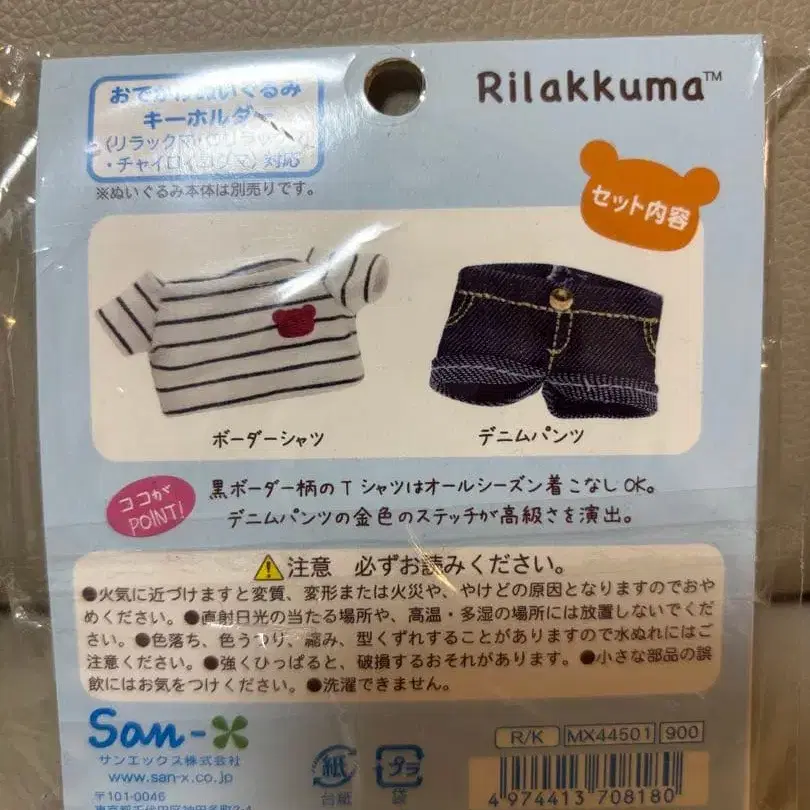 おでかけぬいぐるみ
キーホルダー
Rilakkuma™
・チャイロイコグマ〉対応
※ぬいぐるみ本体は別売りです。
セット内容
ボーダーシャツ
デニムパンツ
ココがPOINT!
黒ボーダー柄のTシャツはオールシーズン着こなしOK。
デニムパンツの金色のステッチが高級さを演出。
注意 必ずお読みください。
●火気に近づけますと変質、変形または火災や、やけどの原因となりますのでおや
めください。●直射日光の当たる場所や、高温・多湿の場所には放置しないでくだ
さい。●色落ち、色うつり、縮み、型くずれすることがありますので水ぬれにはご
注意ください。●強くひっぱると、破損するおそれがあります。●小さな部品の誤
飲にはお気をつけください。●洗濯できません。
San-X
サンエックス株式会社
www.san-x.co.jp
〒101-0046
R/K MX44501 900
紙
台紙
プラ
袋
4974413708180